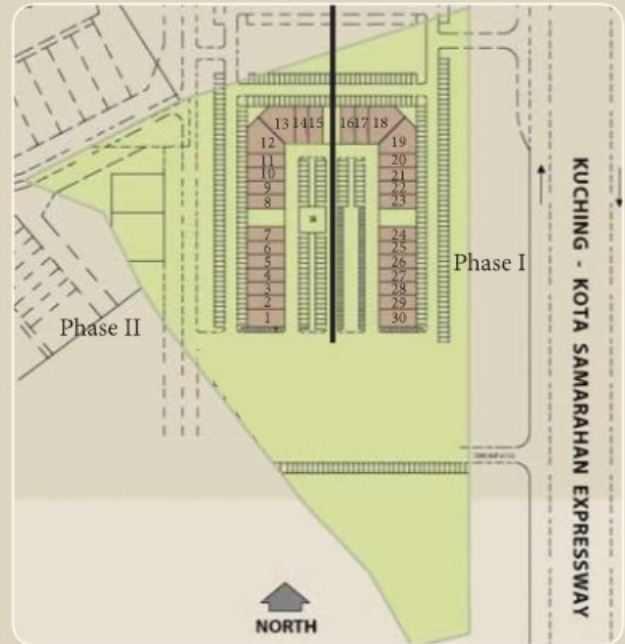 13 14 15 16 17 18
12 19
11 20
10 21
9 22
8 23
7 24
6 25
5 26
4 27
3 28
2 29
1 30
Phase I
Phase II
KUCHING - KOTA SAMARAHAN EXPRESSWAY
NORTH